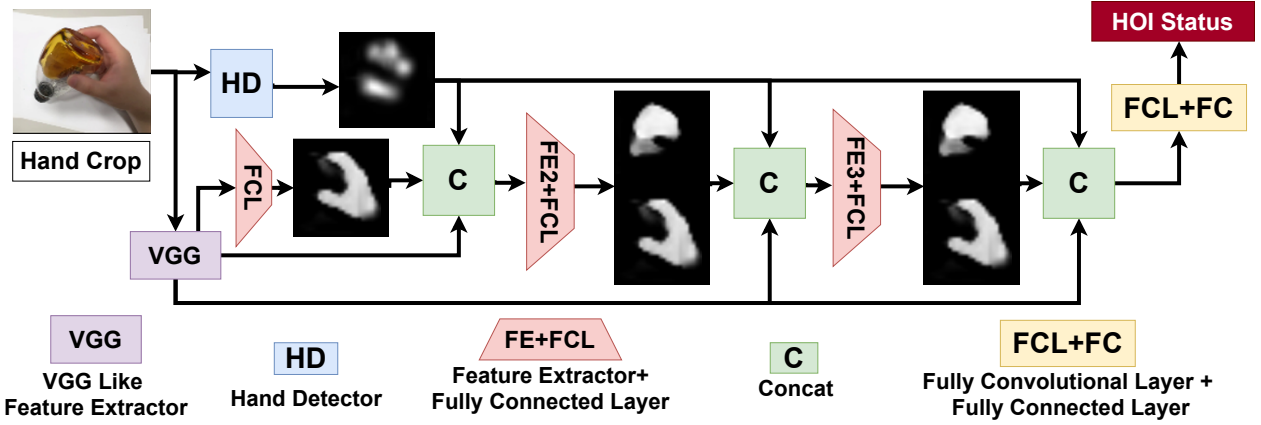 HOI Status
HD
FCL+FC
Hand Crop
FCL
C
FE2+FCL
C
FE3+FCL
C
VGG
VGG
VGG Like
Feature Extractor
HD
Hand Detector
FE+FCL
Feature Extractor+
Fully Connected Layer
C
Concat
FCL+FC
Fully Convolutional Layer +
Fully Connected Layer